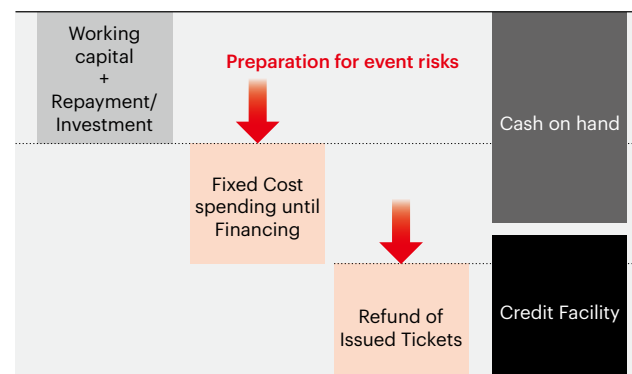 Working
capital
+
Repayment/
Investment
Preparation for event risks
Cash on hand
Fixed Cost
spending until
Financing
Refund of
Issued Tickets
Credit Facility